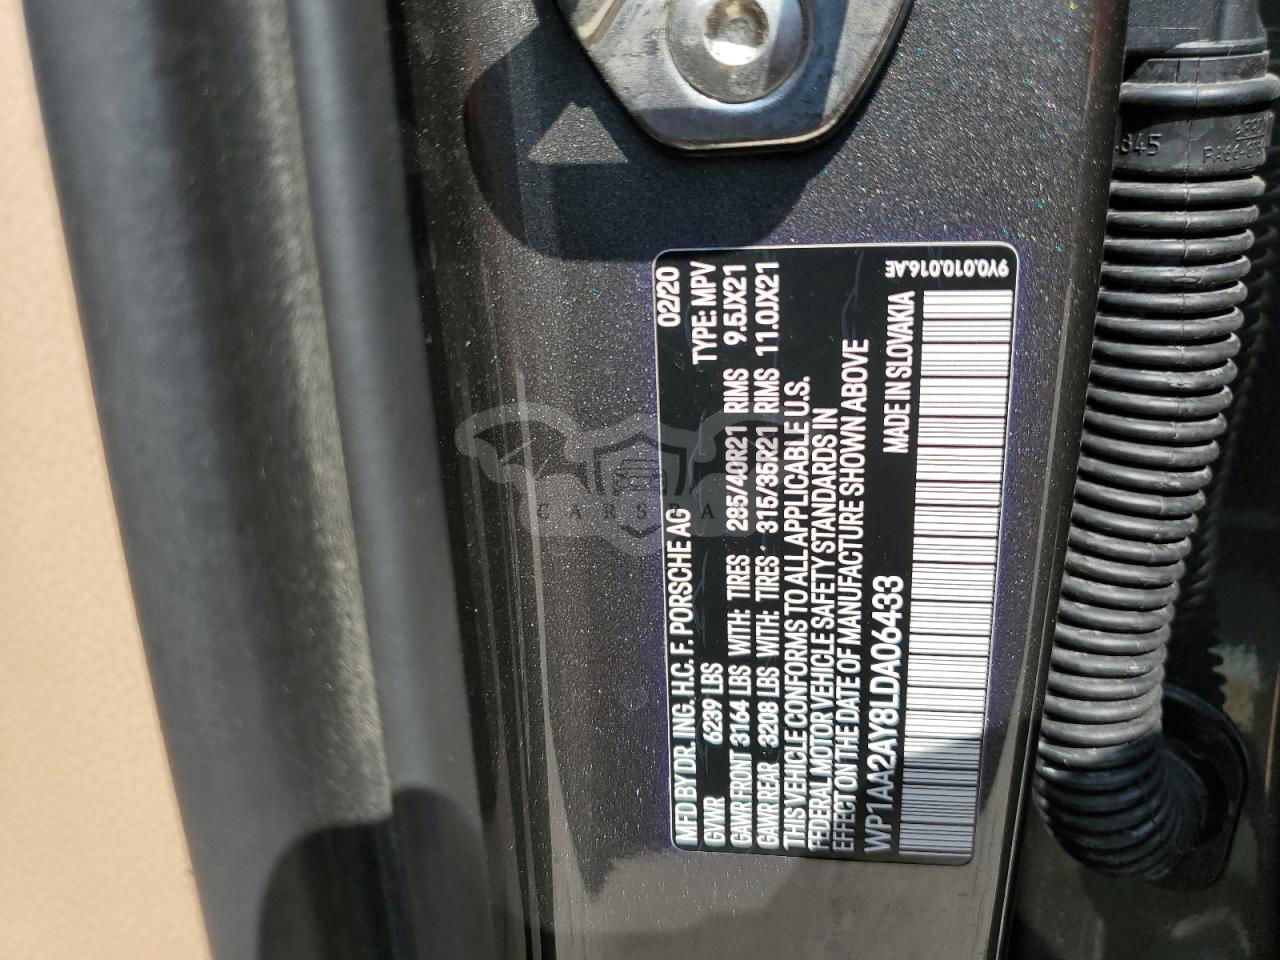 MFD BY DR. ING. H.C. F. PORSCHE AG 02/20
GVWR 6239 LBS TYPE: MPV
GAWR FRONT 3164 LBS WITH: TIRES 285/40R21 RIMS 9.5JX21
GAWR REAR 3208 LBS WITH: TIRES 315/35R21 RIMS 11.0JX21
THIS VEHICLE CONFORMS TO ALL APPLICABLE U.S.
FEDERAL MOTOR VEHICLE SAFETY STANDARDS IN
EFFECT ON THE DATE OF MANUFACTURE SHOWN ABOVE
WP1AA2AY8LDA06433 MADE IN SLOVAKIA
9Y0.010.016.AE
CARSPA